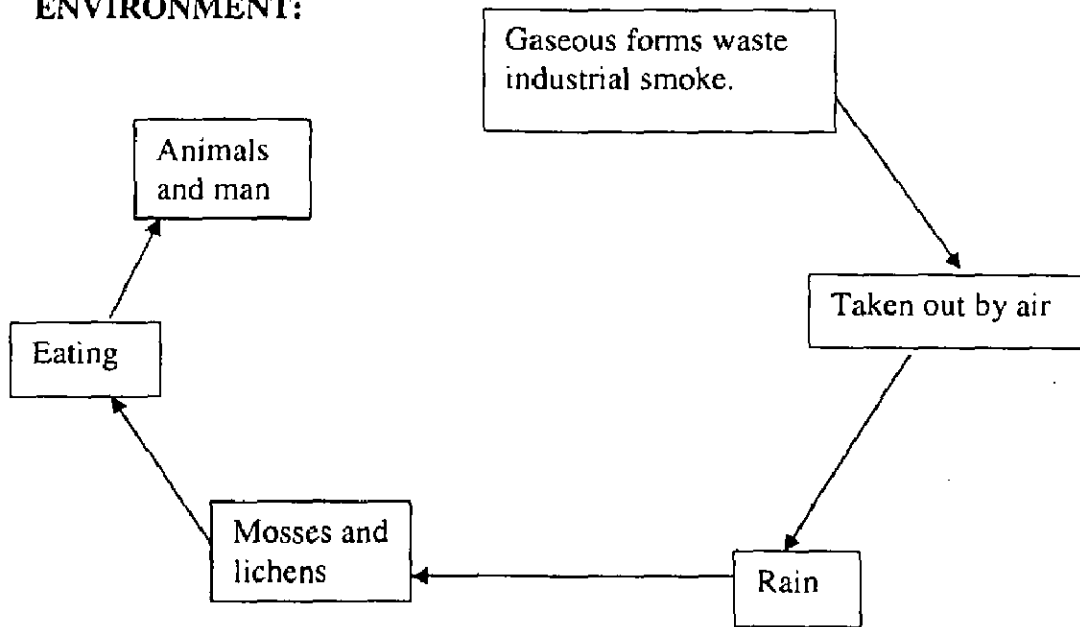 ENVIRONMENT:
Gaseous forms waste
industrial smoke.
Animals
and man
Taken out by air
Eating
Mosses and
lichens
Rain